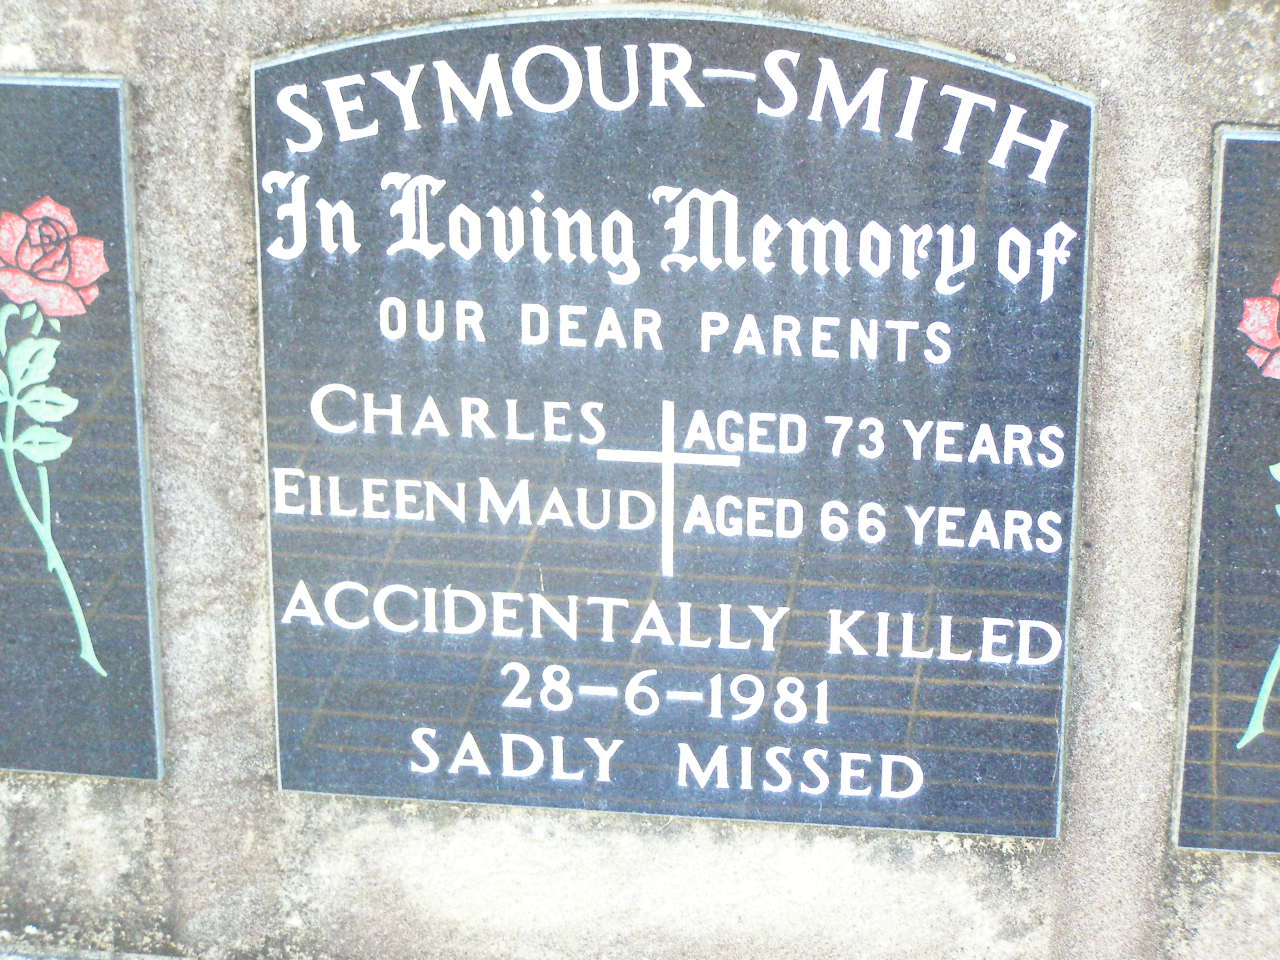 SEYMOUR-SMITH
In Loving Memory of
OUR DEAR PARENTS
CHARLES AGED 73 YEARS
EILEEN MAUD AGED 66 YEARS
ACCIDENTALLY KILLED
28-6-1981
SADLY MISSED